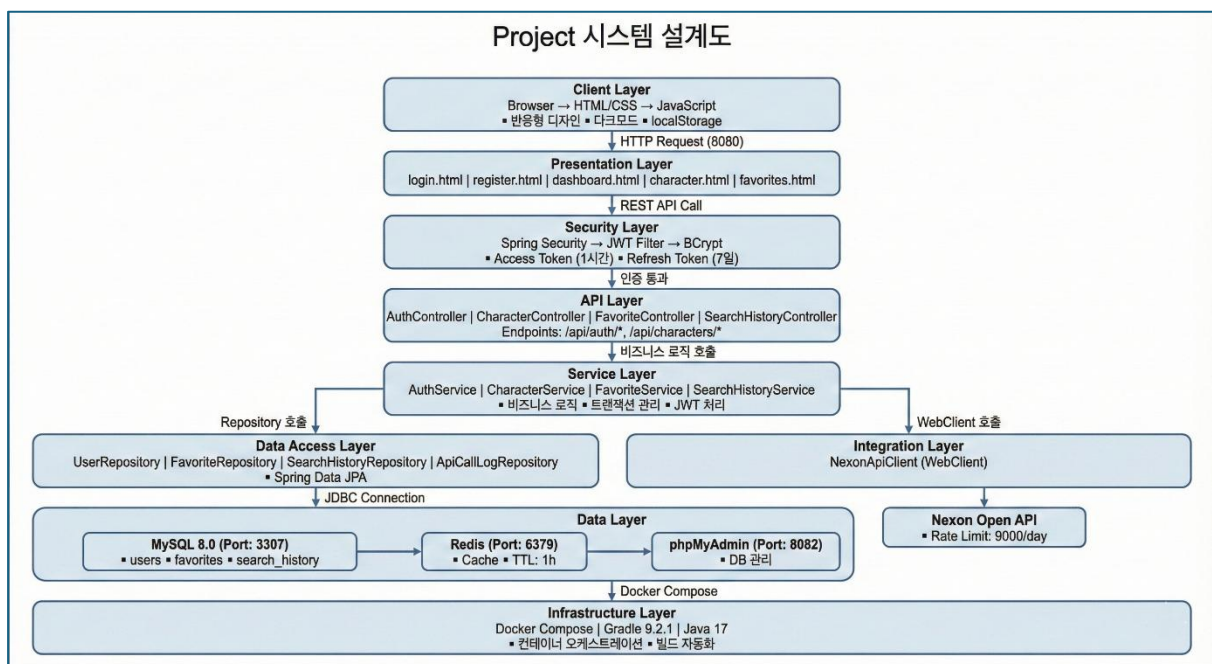 Project 시스템 설계도
Client Layer
Browser → HTML/CSS → JavaScript
▪ 반응형 디자인 ▪ 다크모드 ▪ localStorage
HTTP Request (8080)
Presentation Layer
login.html | register.html | dashboard.html | character.html | favorites.html
REST API Call
Security Layer
Spring Security → JWT Filter → BCrypt
▪ Access Token (1시간) ▪ Refresh Token (7일)
인증 통과
API Layer
AuthController | CharacterController | FavoriteController | SearchHistoryController
Endpoints: /api/auth/*, /api/characters/*
비즈니스 로직 호출
Service Layer
AuthService | CharacterService | FavoriteService | SearchHistoryService
▪ 비즈니스 로직 ▪ 트랜잭션 관리 ▪ JWT 처리
Repository 호출
WebClient 호출
Data Access Layer
UserRepository | FavoriteRepository | SearchHistoryRepository | ApiCallLogRepository
▪ Spring Data JPA
Integration Layer
NexonApiClient (WebClient)
JDBC Connection
Data Layer
MySQL 8.0 (Port: 3307)
▪ users ▪ favorites ▪ search_history
Redis (Port: 6379)
▪ Cache ▪ TTL: 1h
phpMyAdmin (Port: 8082)
▪ DB 관리
Nexon Open API
▪ Rate Limit: 9000/day
Docker Compose
Infrastructure Layer
Docker Compose | Gradle 9.2.1 | Java 17
▪ 컨테이너 오케스트레이션 ▪ 빌드 자동화